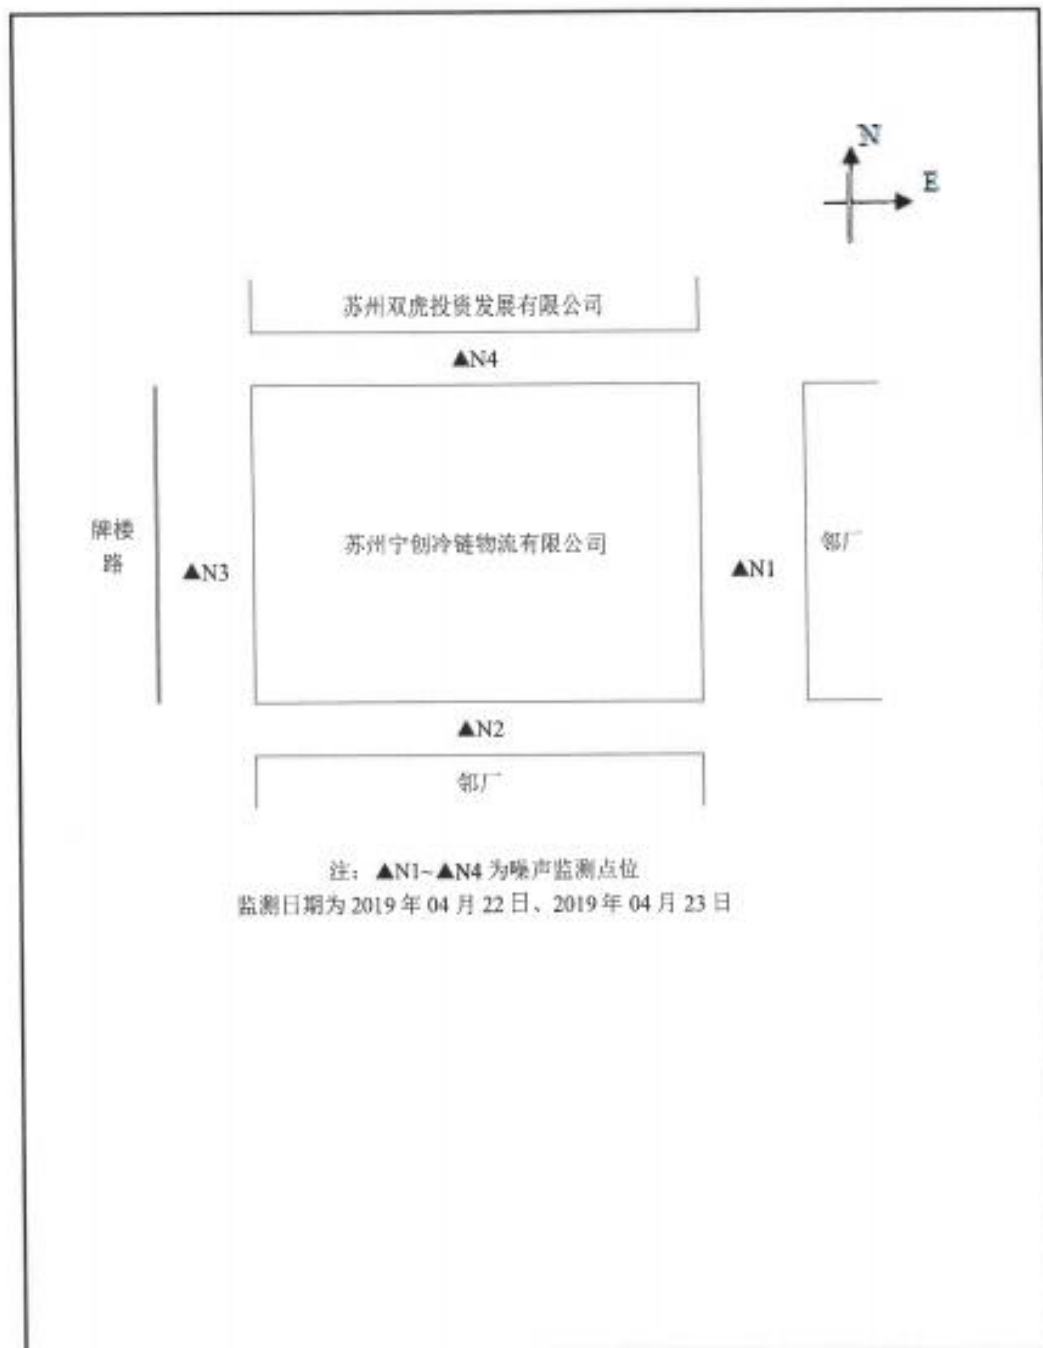 N
E
苏州双虎投资发展有限公司
▲N4
牌楼
路
▲N3
苏州宁创冷链物流有限公司
▲N1
邻厂
▲N2
邻厂
注：▲N1~▲N4 为噪声监测点位
监测日期为 2019 年 04 月 22 日、2019 年 04 月 23 日